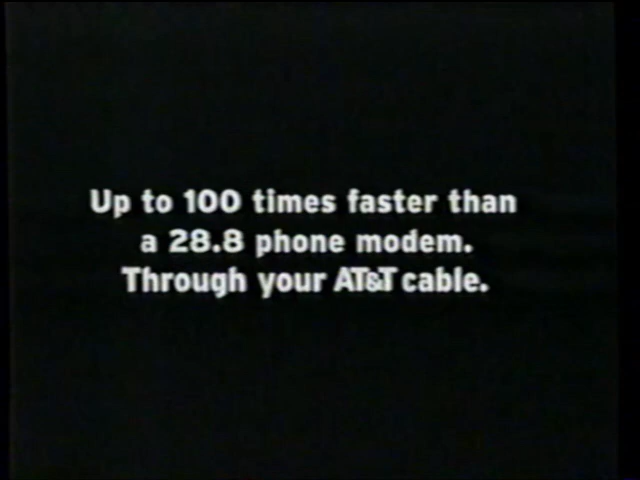 Up to 100 times faster than
a 28.8 phone modem.
Through your AT&T cable.